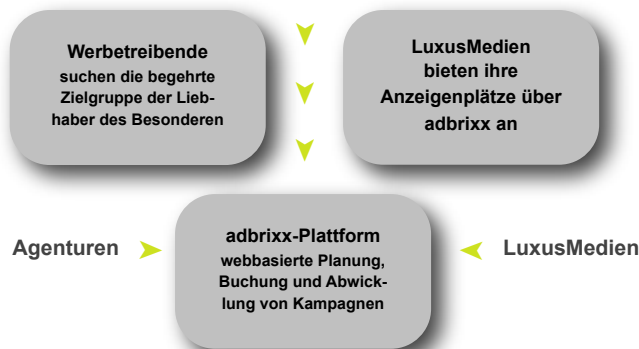 Werbetreibende
suchen die begehrte
Zielgruppe der Lieb-
haber des Besonderen
LuxusMedien
bieten ihre
Anzeigenplätze über
adbrixx an
Agenturen
adbrixx-Plattform
webbasierte Planung,
Buchung und Abwick-
lung von Kampagnen
LuxusMedien